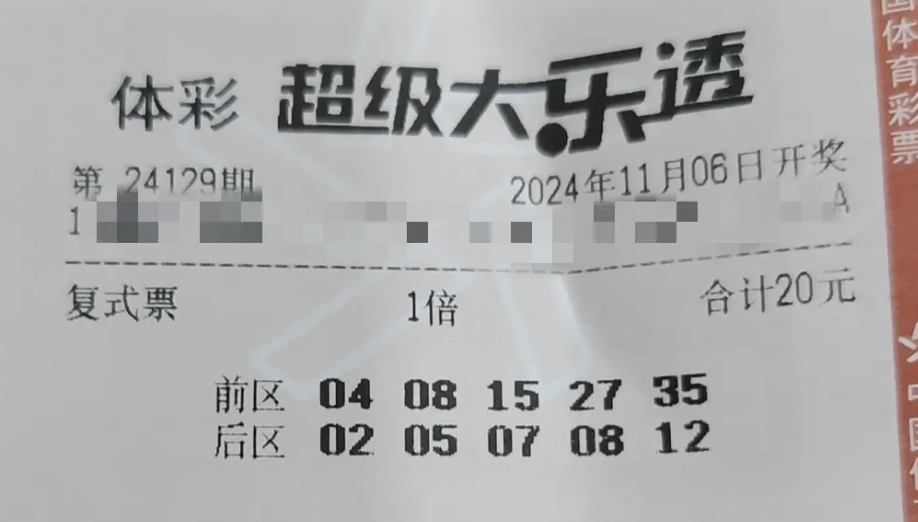 体彩 超级大乐透
第 24129期 2024年11月06日开奖
1 A
复式票 1倍 合计20元
前区 04 08 15 27 35
后区 02 05 07 08 12
国体育彩票
中国体